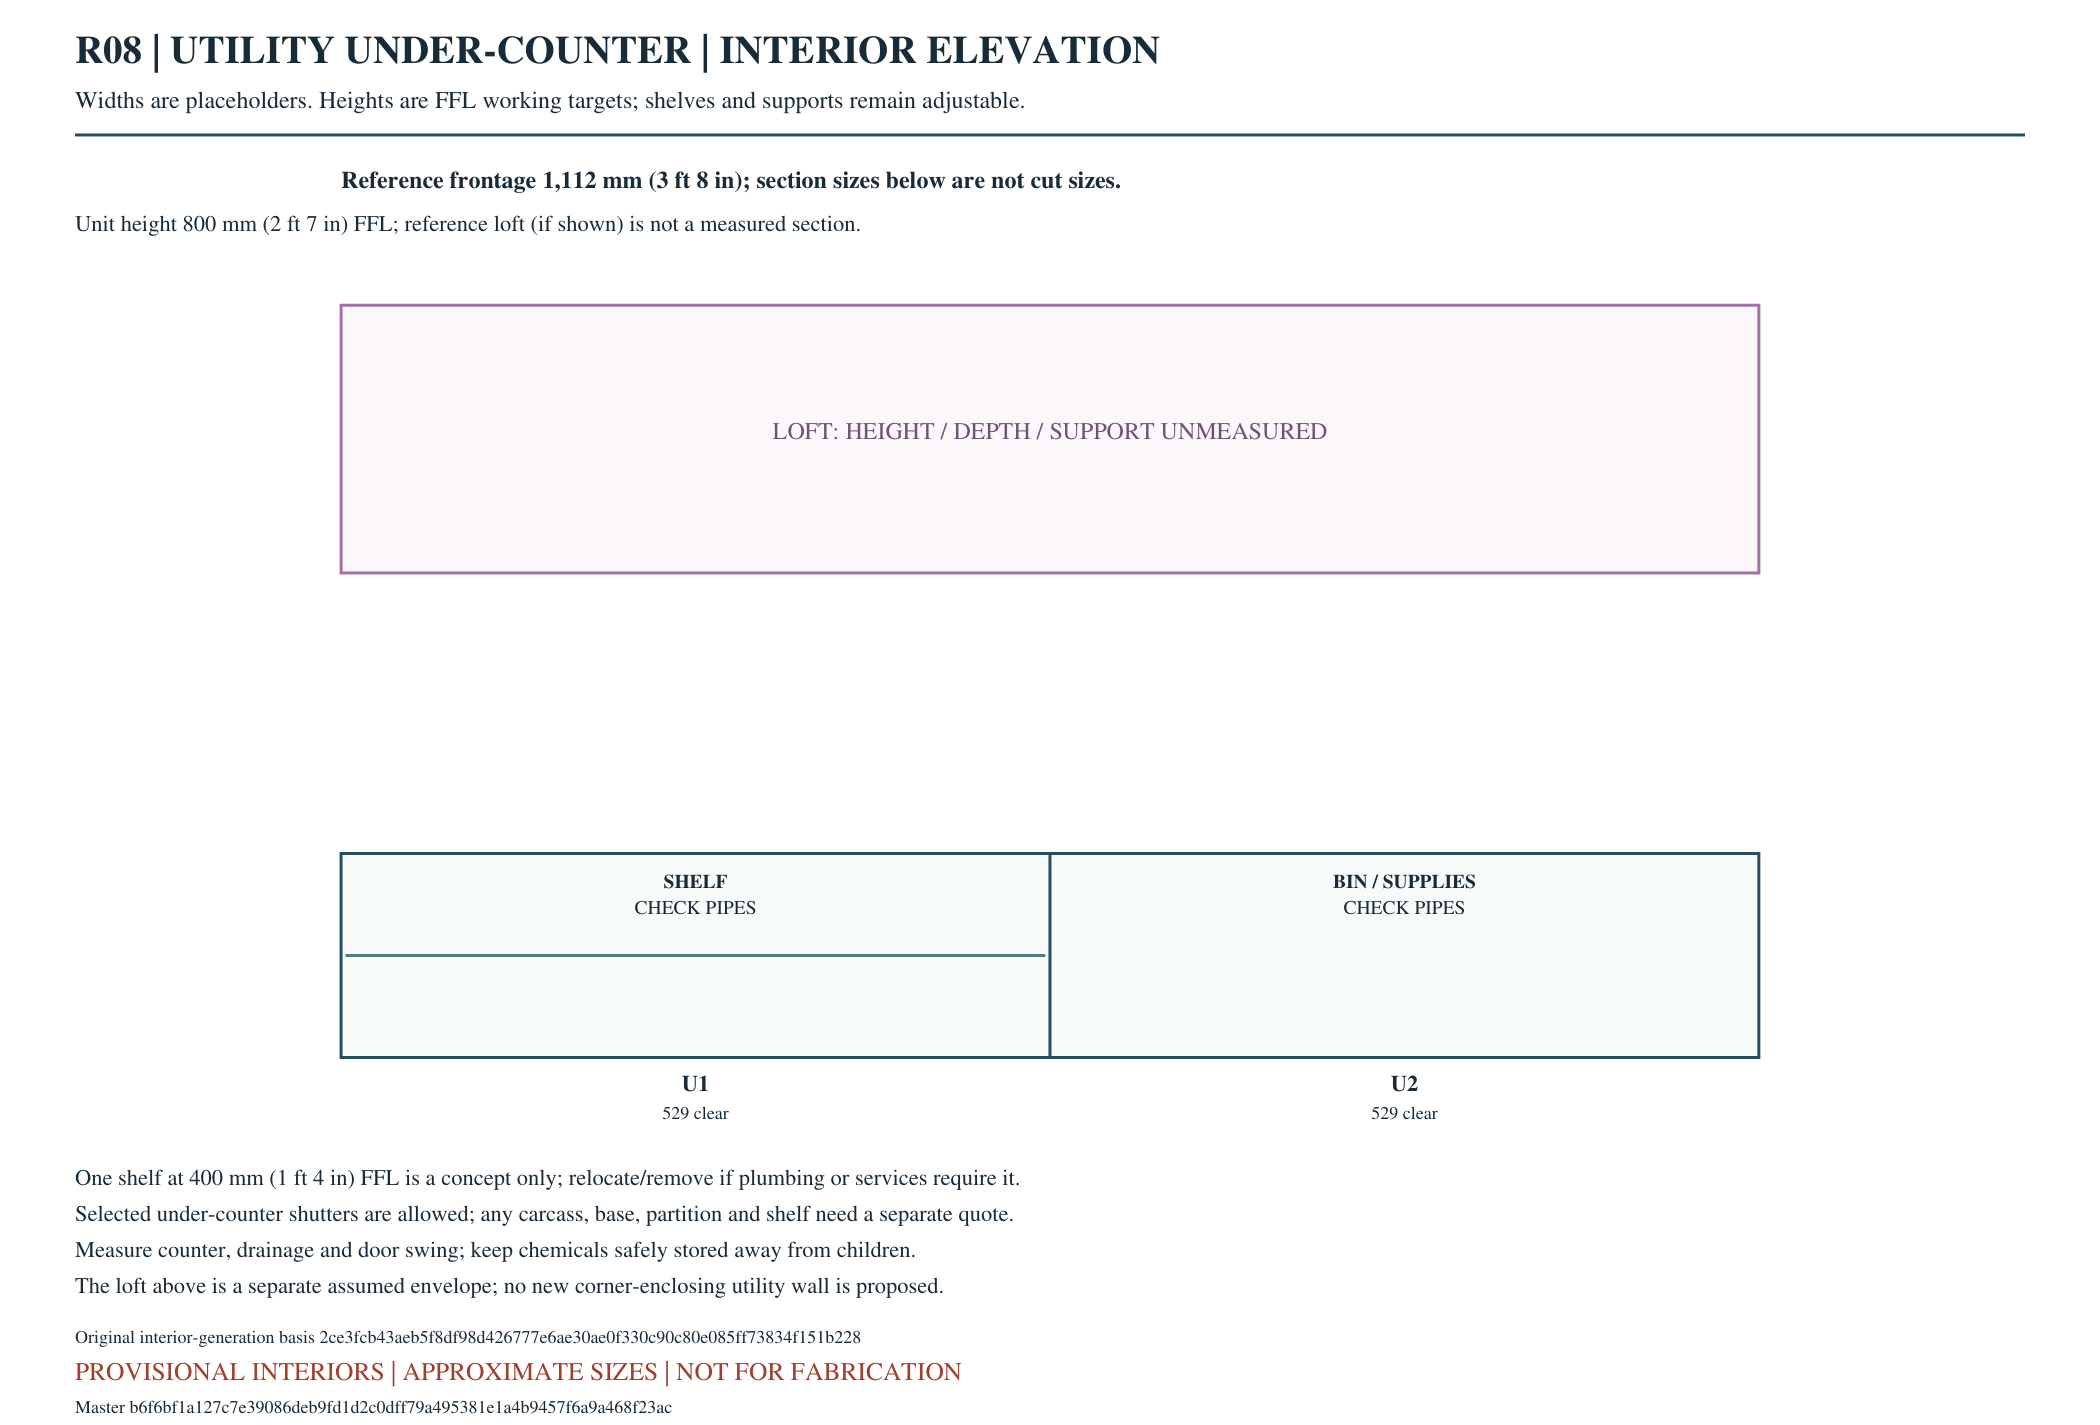 R08 | UTILITY UNDER-COUNTER | INTERIOR ELEVATION
Widths are placeholders. Heights are FFL working targets; shelves and supports remain adjustable.
Reference frontage 1,112 mm (3 ft 8 in); section sizes below are not cut sizes.
Unit height 800 mm (2 ft 7 in) FFL; reference loft (if shown) is not a measured section.
LOFT: HEIGHT / DEPTH / SUPPORT UNMEASURED
SHELF
CHECK PIPES
BIN / SUPPLIES
CHECK PIPES
U1
529 clear
U2
529 clear
One shelf at 400 mm (1 ft 4 in) FFL is a concept only; relocate/remove if plumbing or services require it.
Selected under-counter shutters are allowed; any carcass, base, partition and shelf need a separate quote.
Measure counter, drainage and door swing; keep chemicals safely stored away from children.
The loft above is a separate assumed envelope; no new corner-enclosing utility wall is proposed.
Original interior-generation basis 2ce3fcb43aeb5f8df98d426777e6ae30ae0f330c90c80e085ff73834f151b228
PROVISIONAL INTERIORS | APPROXIMATE SIZES | NOT FOR FABRICATION
Master b6f6bf1a127c7e39086deb9fd1d2c0dff79a495381e1a4b9457f6a9a468f23ac